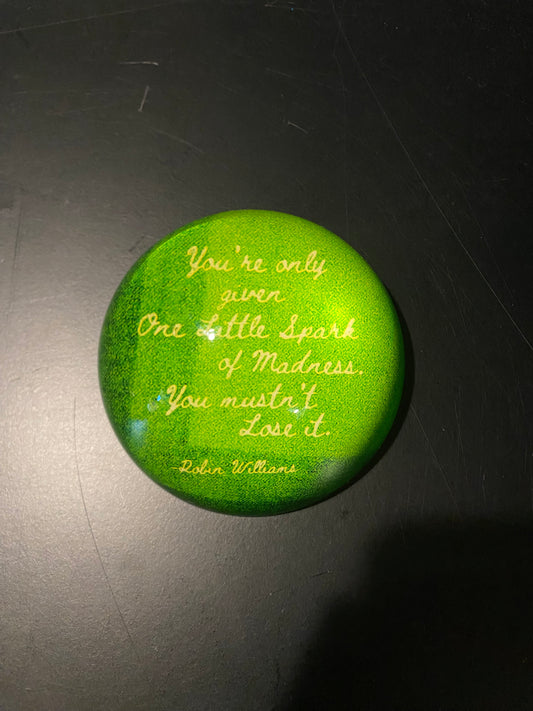 You're only
given
One Little Spark
of Madness.
You mustn't
Lose it.
-Robin Williams